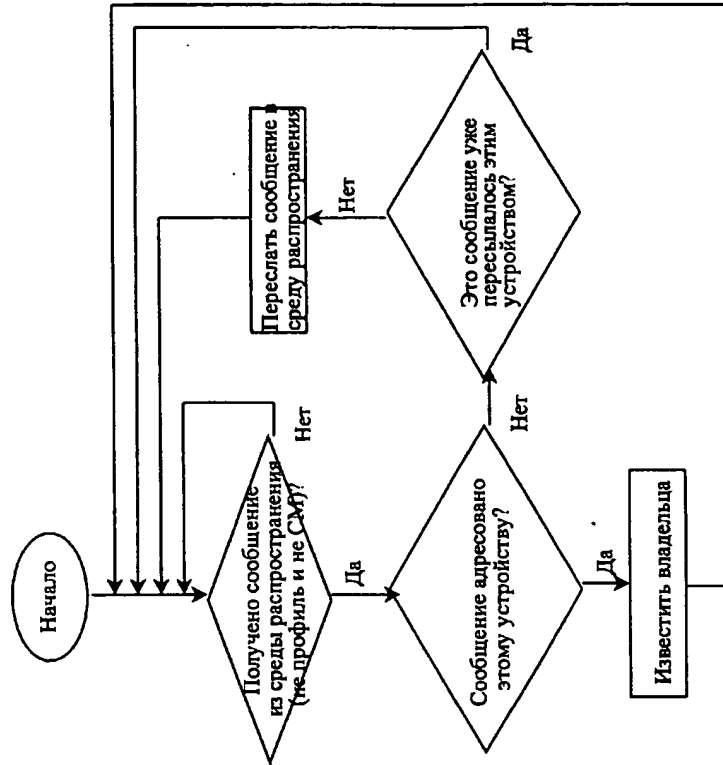 Начало
Получено сообщение
из среды распространения
(не профиль и не СМ)?
Нет
Да
Сообщение адресовано
этому устройству?
Нет
Да
Известить владельца
Это сообщение уже
пересылалось этим
устройством?
Да
Нет
Переслать сообщение в
среду распространения